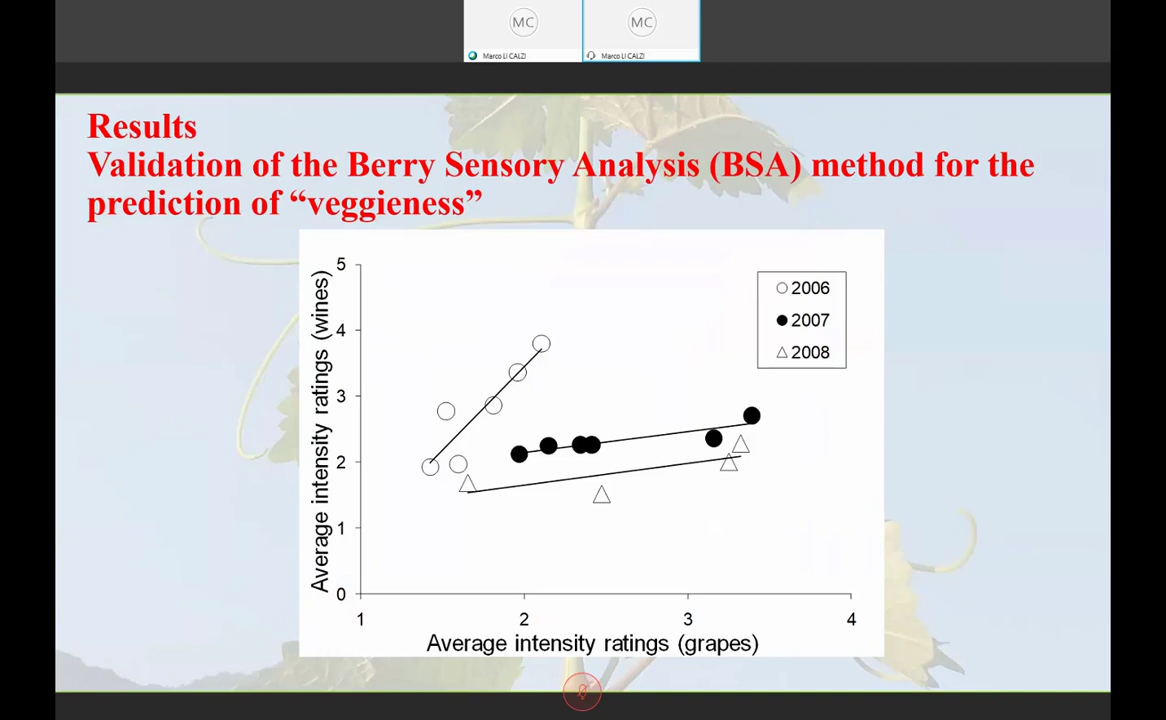 MC
MC
Marco LI CALZI
Marco LI CALZI
Results
Validation of the Berry Sensory Analysis (BSA) method for the
prediction of “veggieness”
5
4
3
2
1
0
Average intensity ratings (wines)
2006
2007
2008
1
2
3
4
Average intensity ratings (grapes)